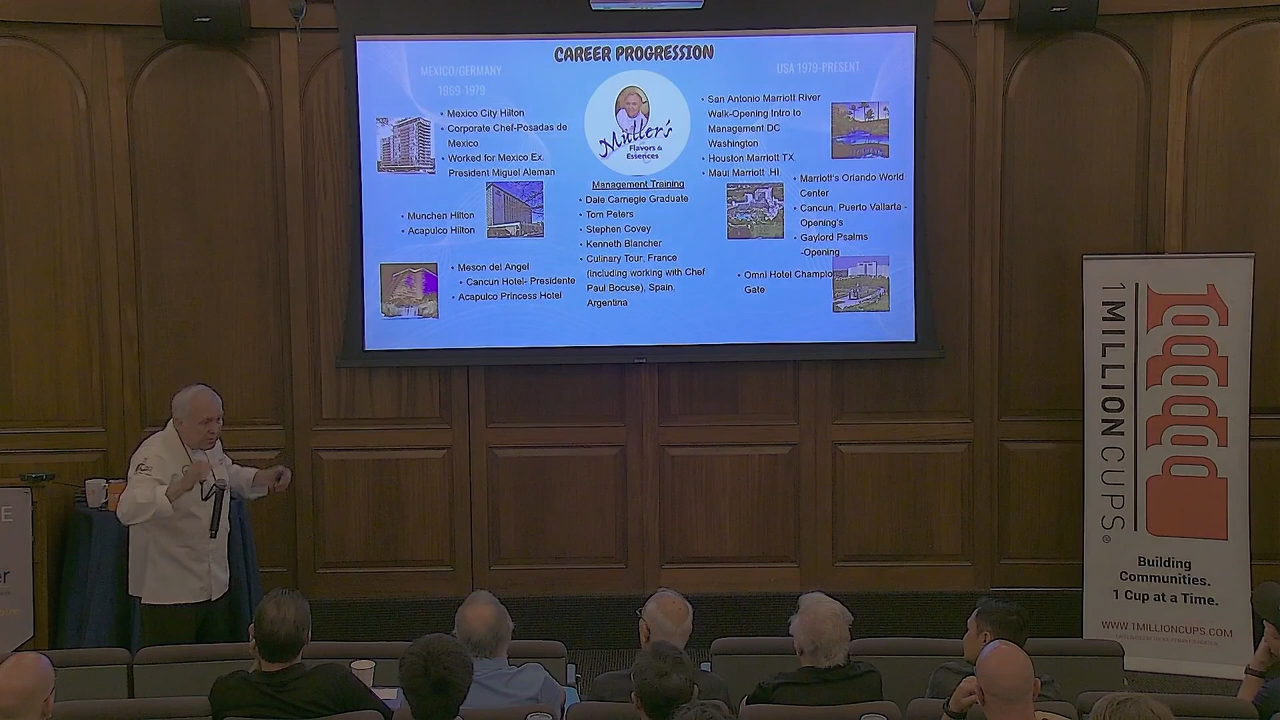 CAREER PROGRESSION
MEXICO/GERMANY
1969-1979
• Mexico City Hilton
• Corporate Chef-Posadas de
Mexico
• Worked for Mexico Ex.
President Miguel Aleman
• Munchen Hilton
• Acapulco Hilton
• Meson del Angel
• Cancun Hotel- Presidente
• Acapulco Princess Hotel
Müller's
Flavors &
Essences
Management Training
• Dale Carnegie Graduate
• Tom Peters
• Stephen Covey
• Kenneth Blancher
• Culinary Tour, France
(including working with Chef
Paul Bocuse), Spain,
Argentina
USA 1979-PRESENT
• San Antonio Marriott River
Walk-Opening Intro to
Management DC
Washington
• Houston Marriott TX
• Maui Marriott HI
• Marriott's Orlando World
Center
• Cancun, Puerto Vallarta -
Opening's
• Gaylord Psalms
-Opening
• Omni Hotel Champio
Gate
1MILLIONCUPS®
Building
Communities.
1 Cup at a Time.
WWW.1MILLIONCUPS.COM
E
er